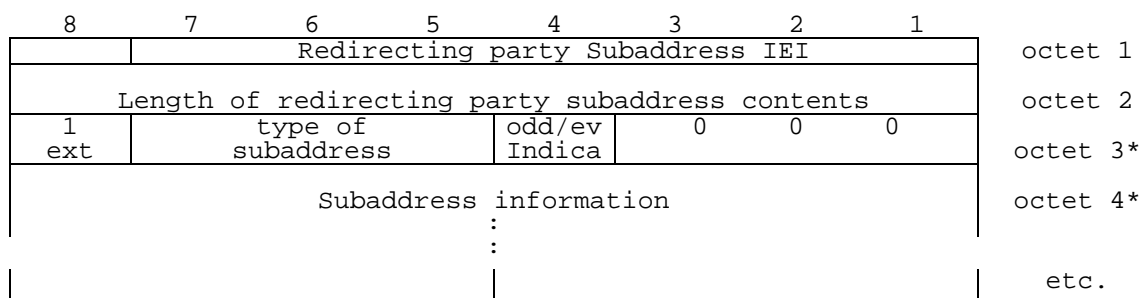 8 7 6 5 4 3 2 1
Redirecting party Subaddress IEI octet 1
Length of redirecting party subaddress contents octet 2
1 type of odd/ev 0 0 0
ext subaddress Indica octet 3*
Subaddress information octet 4*
:
:
etc.